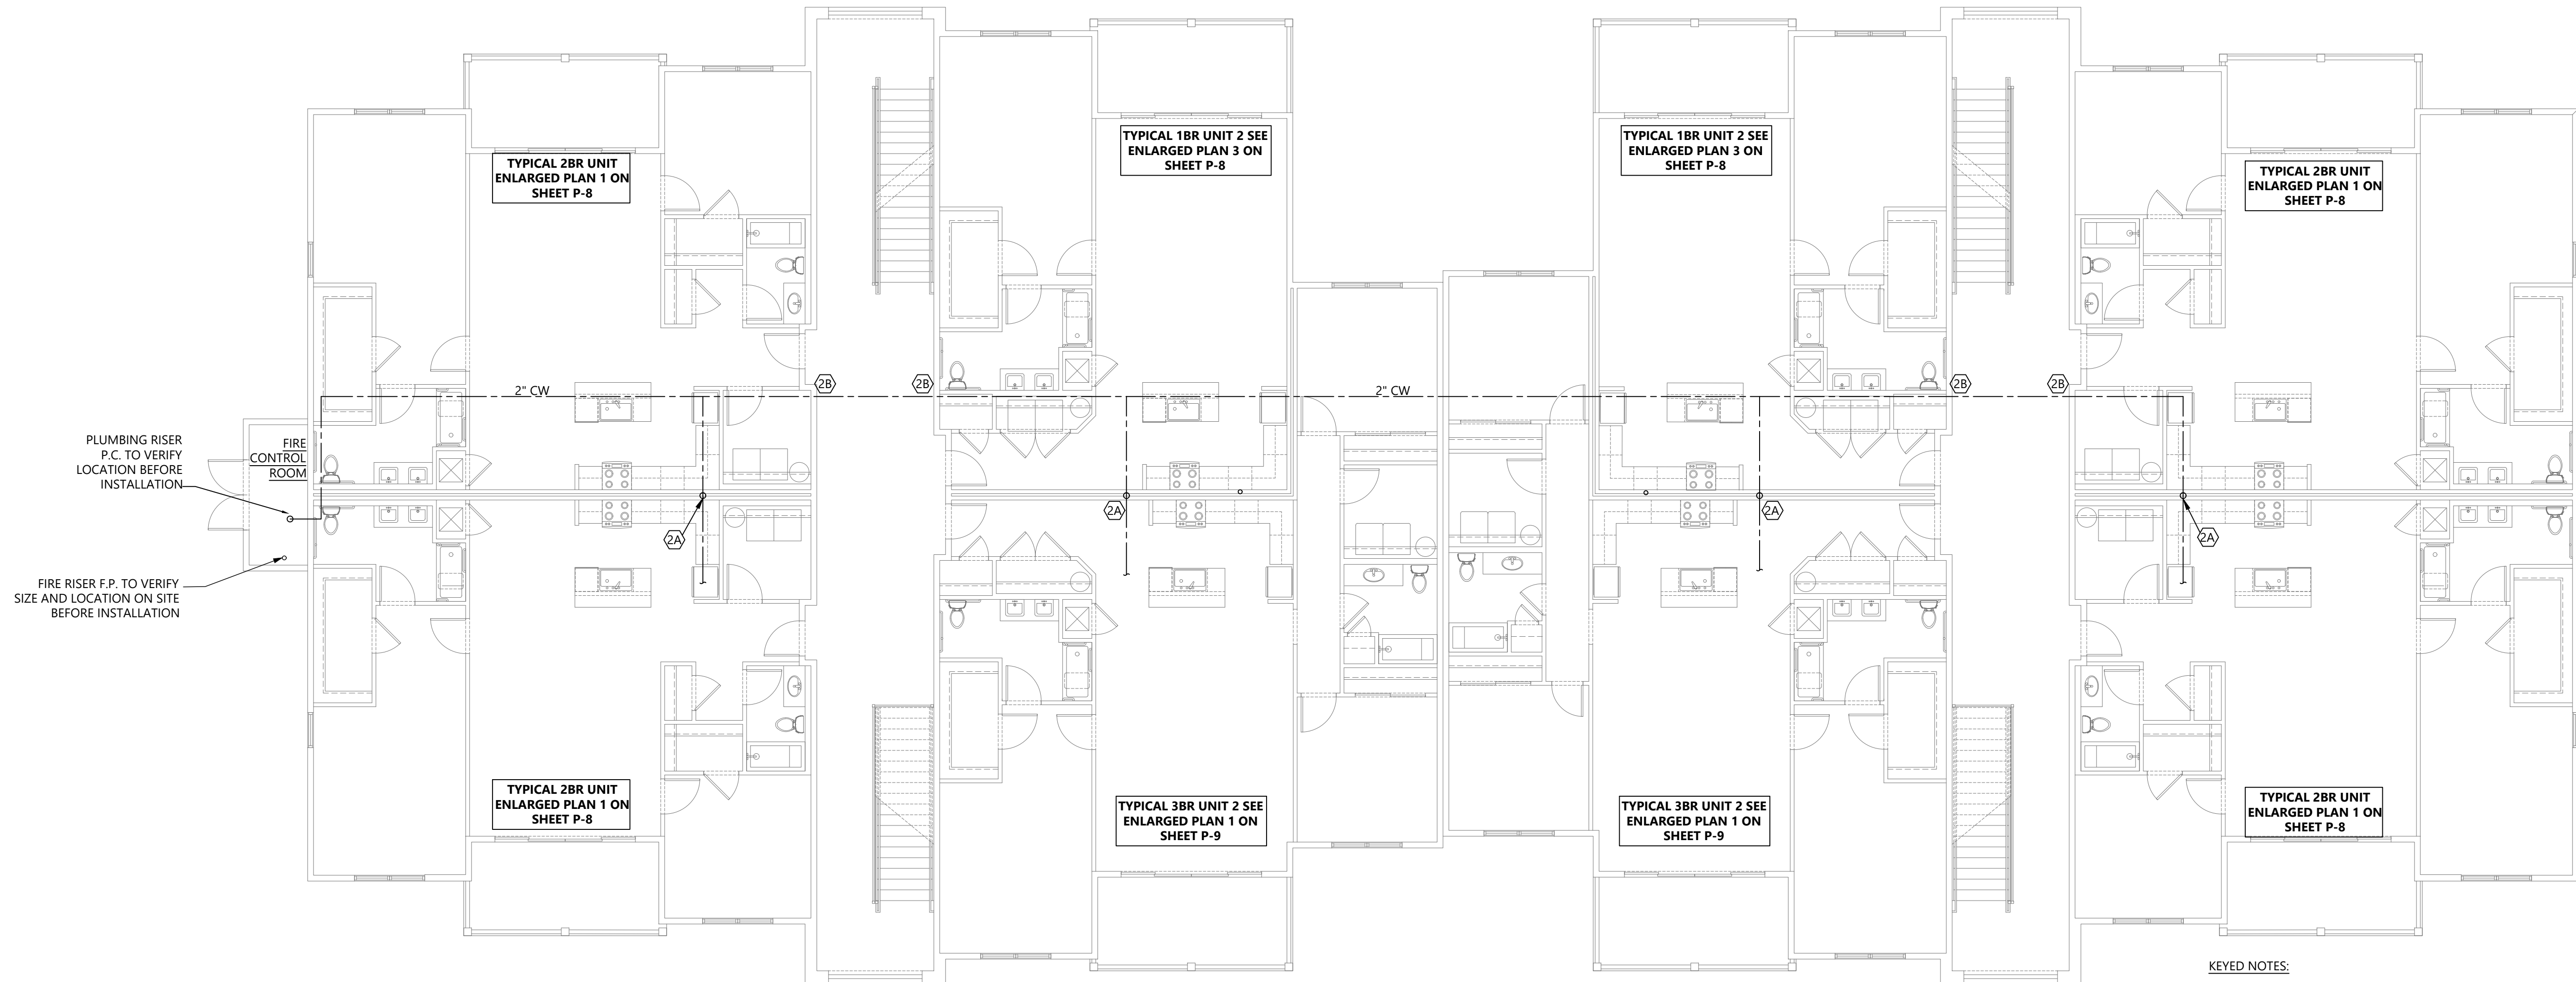 TYPICAL 1BR UNIT 2 SEE
ENLARGED PLAN 3 ON
SHEET P-8
TYPICAL 1BR UNIT 2 SEE
ENLARGED PLAN 3 ON
SHEET P-8
TYPICAL 2BR UNIT
ENLARGED PLAN 1 ON
SHEET P-8
TYPICAL 2BR UNIT
ENLARGED PLAN 1 ON
SHEET P-8
2B
2B
2B
2B
2" CW
2" CW
PLUMBING RISER
P.C. TO VERIFY
LOCATION BEFORE
INSTALLATION
FIRE
CONTROL
ROOM
2A
2A
2A
2A
FIRE RISER F.P. TO VERIFY
SIZE AND LOCATION ON SITE
BEFORE INSTALLATION
TYPICAL 2BR UNIT
ENLARGED PLAN 1 ON
SHEET P-8
TYPICAL 3BR UNIT 2 SEE
ENLARGED PLAN 1 ON
SHEET P-9
TYPICAL 3BR UNIT 2 SEE
ENLARGED PLAN 1 ON
SHEET P-9
TYPICAL 2BR UNIT
ENLARGED PLAN 1 ON
SHEET P-8
KEYED NOTES: